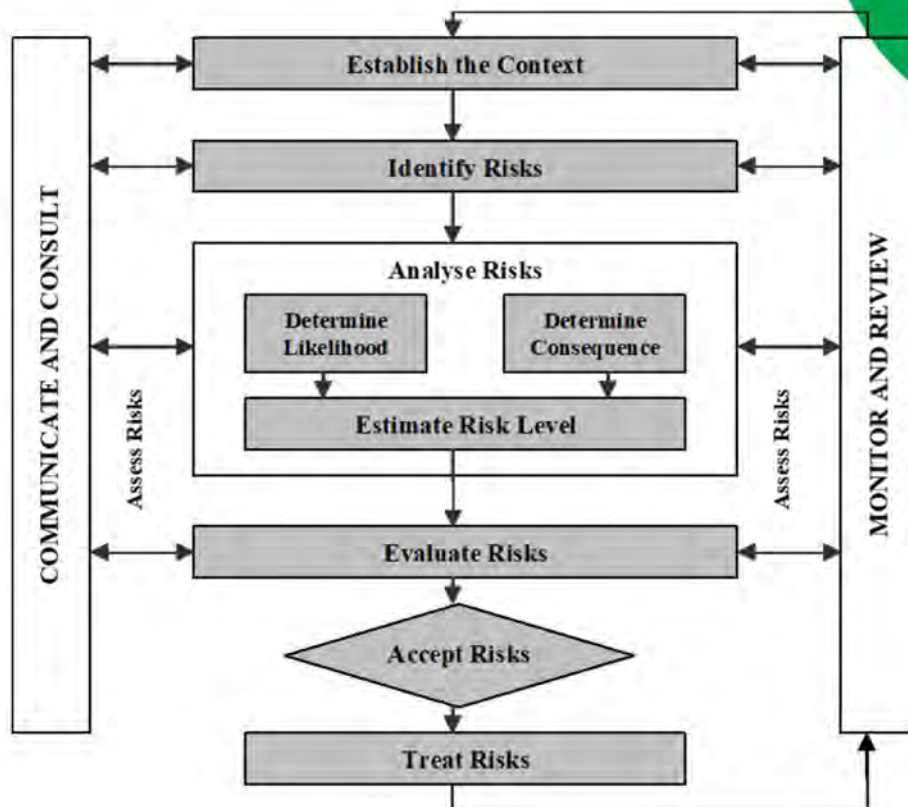 Establish the Context
Identify Risks
Analyse Risks
Determine
Likelihood
Determine
Consequence
Estimate Risk Level
Evaluate Risks
Accept Risks
Treat Risks
COMMUNICATE AND CONSULT
Assess Risks
Assess Risks
MONITOR AND REVIEW